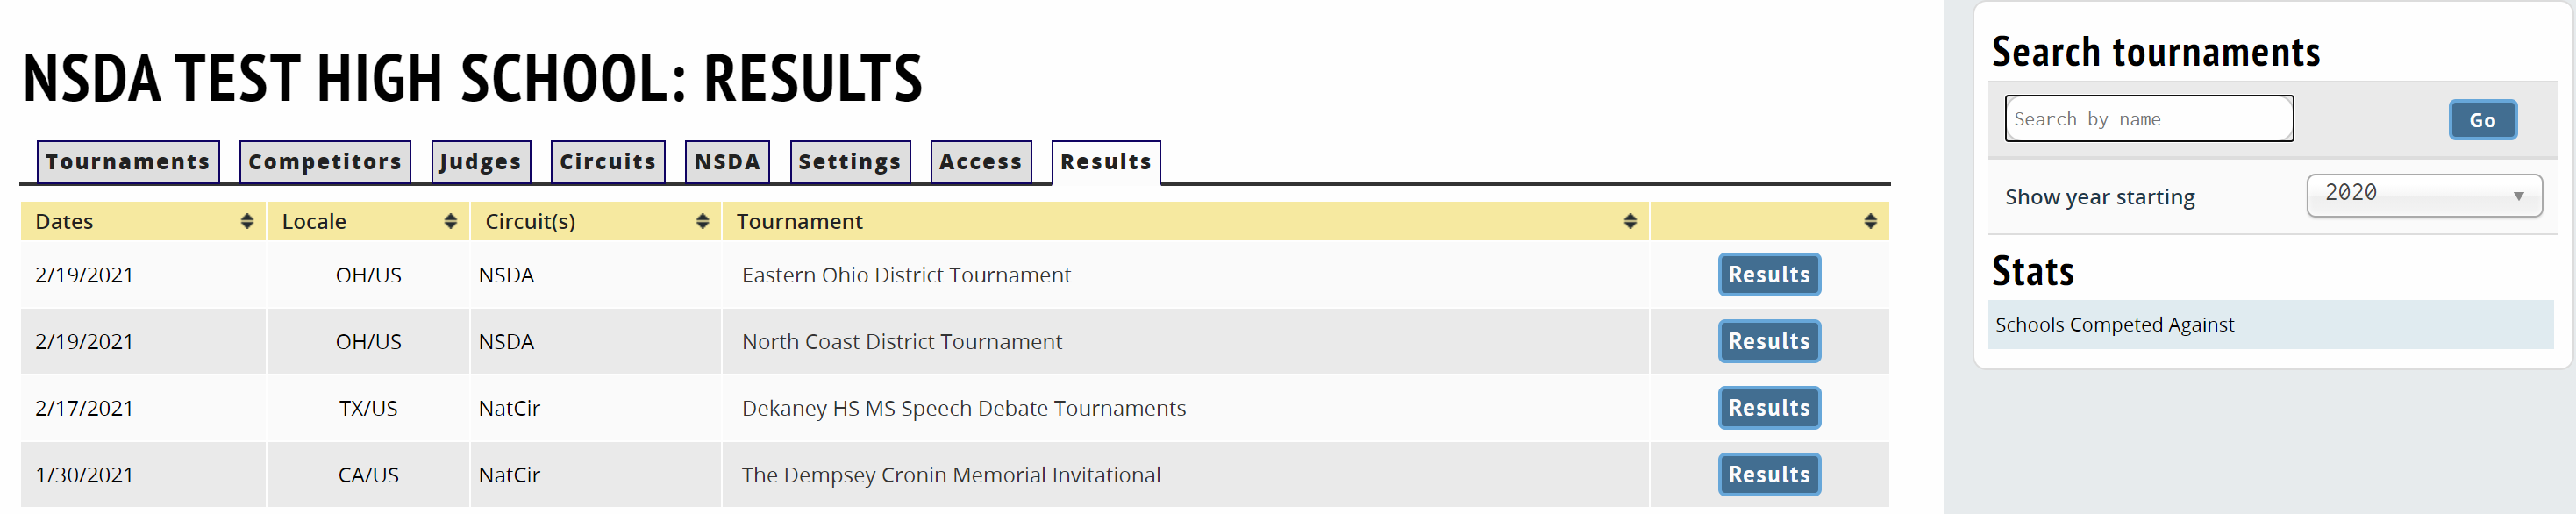 NSDA TEST HIGH SCHOOL: RESULTS
Tournaments Competitors Judges Circuits NSDA Settings Access Results
Dates Locale Circuit(s) Tournament
2/19/2021 OH/US NSDA Eastern Ohio District Tournament Results
2/19/2021 OH/US NSDA North Coast District Tournament Results
2/17/2021 TX/US NatCir Dekaney HS MS Speech Debate Tournaments Results
1/30/2021 CA/US NatCir The Dempsey Cronin Memorial Invitational Results
Search tournaments
Search by name Go
Show year starting 2020
Stats
Schools Competed Against